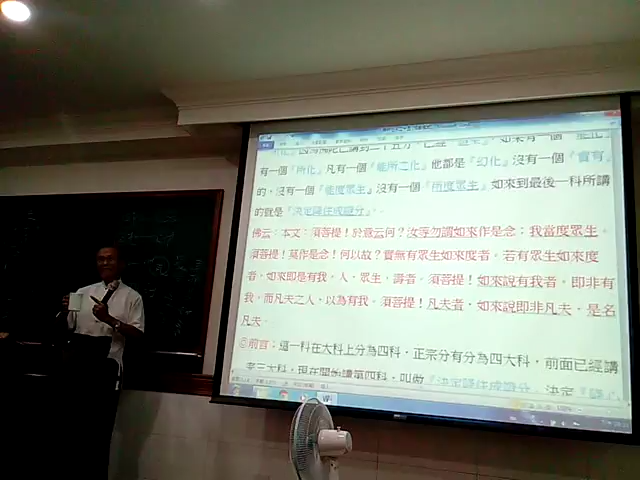 有一個『所化』凡有『能所二化』他都是『幻化』沒有一個『實有』
的，沒有一個『能度眾生』沒有一個『所度眾生』如來到最後一科所講
的就是『決定降住成證分』。
佛云：本文：須菩提！於意云何？汝等勿謂如來作是念：我當度眾生。
須菩提！莫作是念！何以故？實無有眾生如來度者，若有眾生如來度
者，如來即是有我、人、眾生、壽者。須菩提！如來說有我者，即非有
我，而凡夫之人，以為有我。須菩提！凡夫者，如來說即非凡夫，是名
凡夫。
◎前言：這一科在大科上分為四科，正宗分有分為四大科，前面已經講
完三大科，現在開始講第四科，叫做『決定降住成證分』決定